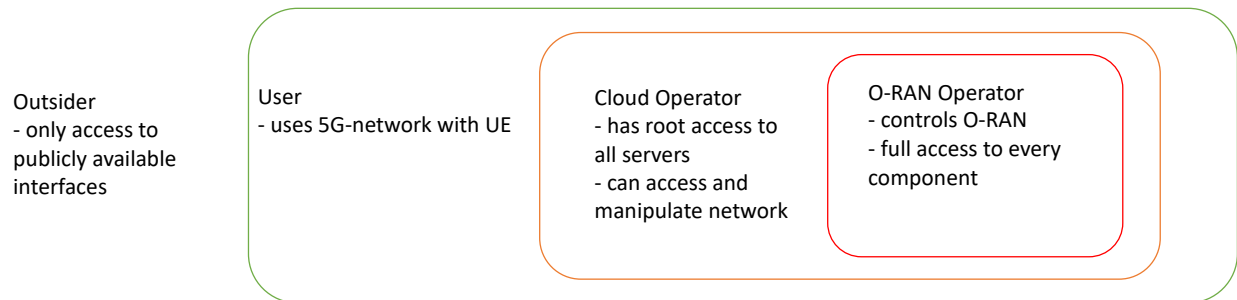 Outsider
- only access to
publicly available
interfaces
User
- uses 5G-network with UE
Cloud Operator
- has root access to
all servers
- can access and
manipulate network
O-RAN Operator
- controls O-RAN
- full access to every
component